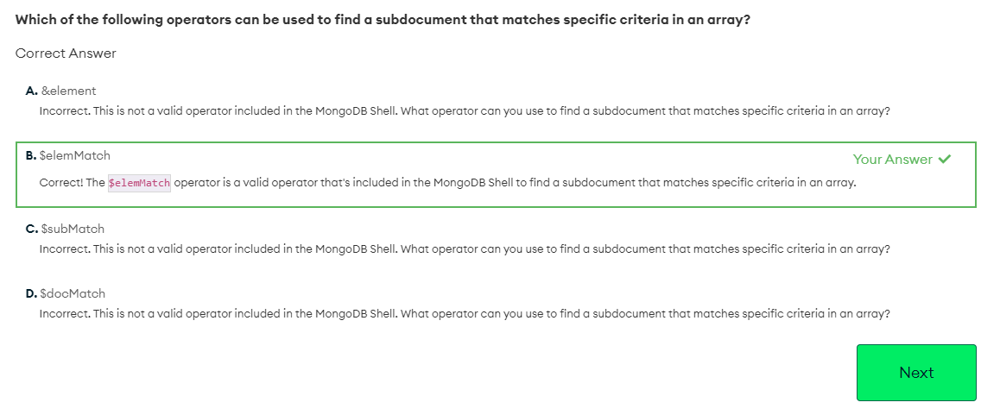 Which of the following operators can be used to find a subdocument that matches specific criteria in an array?
Correct Answer
A. &element
Incorrect. This is not a valid operator included in the MongoDB Shell. What operator can you use to find a subdocument that matches specific criteria in an array?
B. $elemMatch
Your Answer ✓
Correct! The $elemMatch operator is a valid operator that's included in the MongoDB Shell to find a subdocument that matches specific criteria in an array.
C. $subMatch
Incorrect. This is not a valid operator included in the MongoDB Shell. What operator can you use to find a subdocument that matches specific criteria in an array?
D. $docMatch
Incorrect. This is not a valid operator included in the MongoDB Shell. What operator can you use to find a subdocument that matches specific criteria in an array?
Next